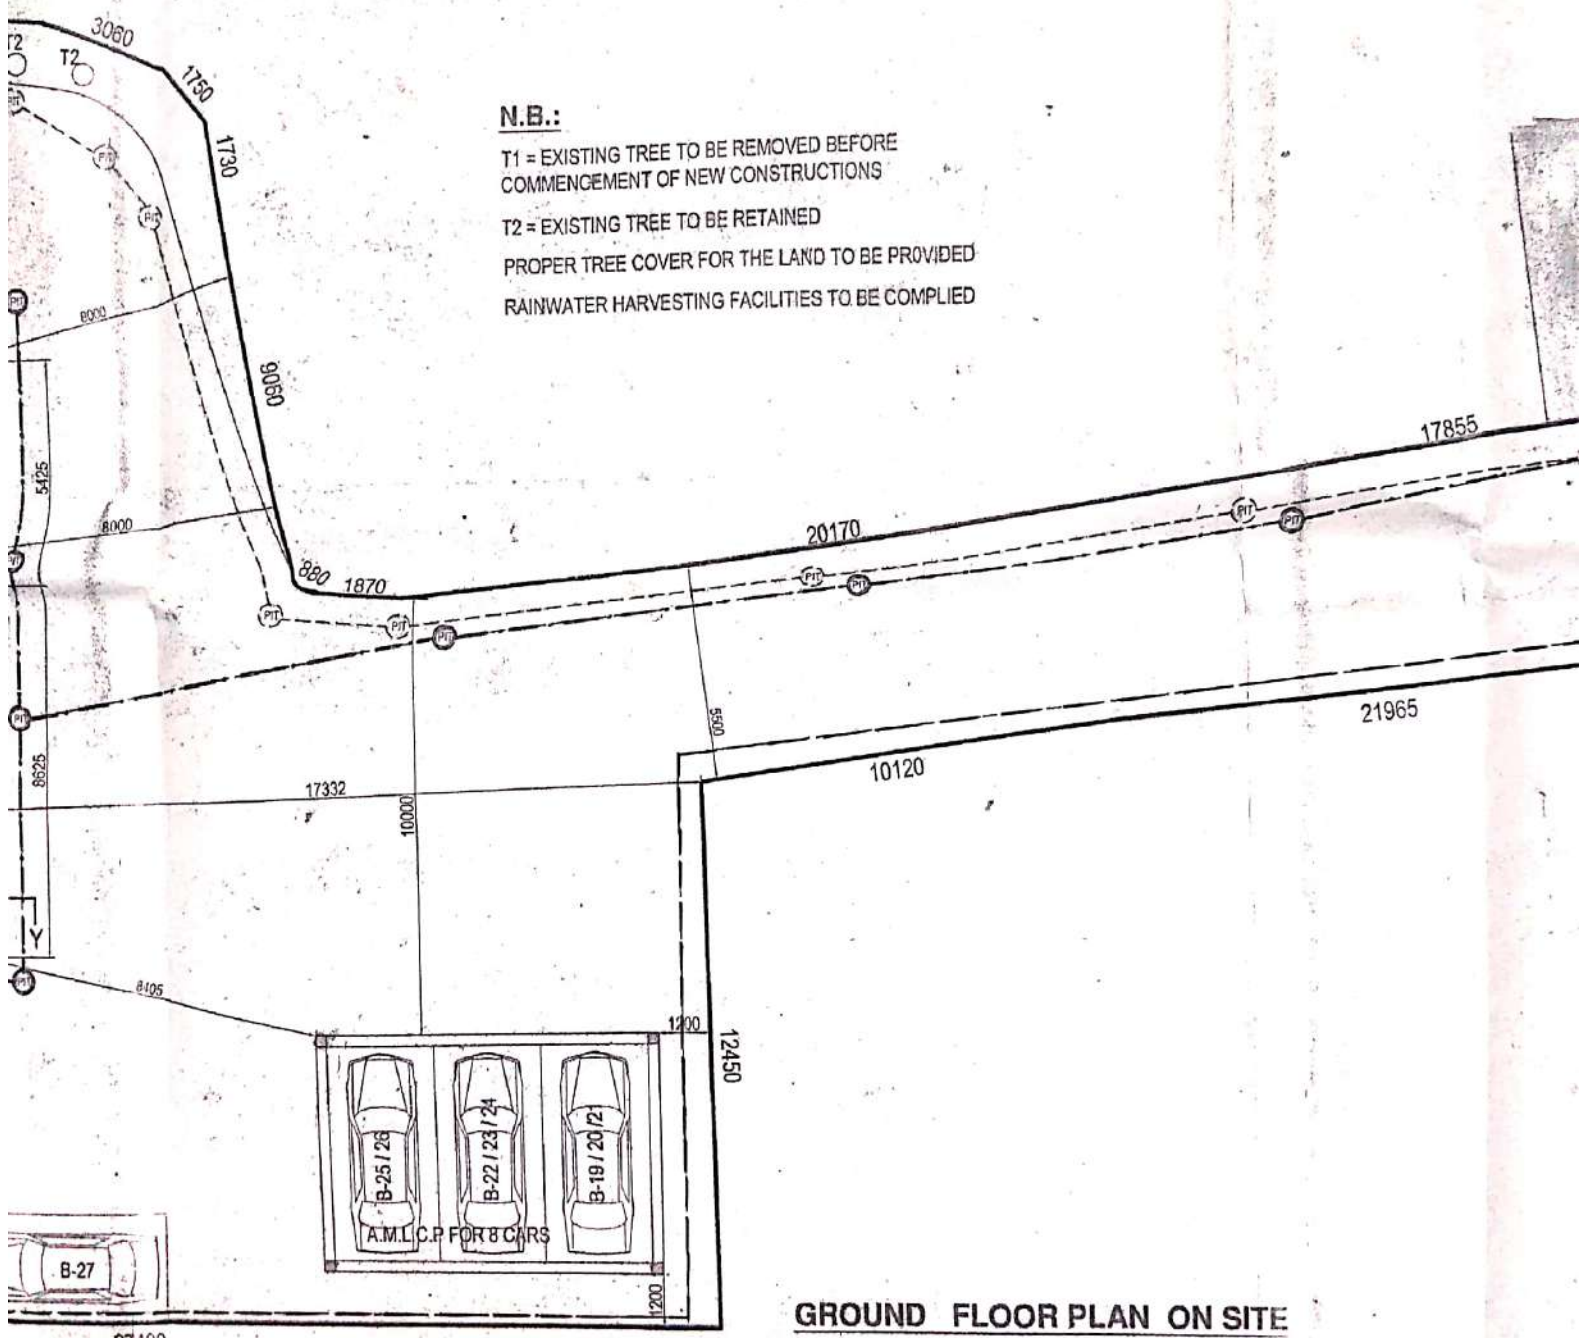 3060
T2
T2
1750
1730
N.B.:
T1 = EXISTING TREE TO BE REMOVED BEFORE
COMMENCEMENT OF NEW CONSTRUCTIONS
T2 = EXISTING TREE TO BE RETAINED
PROPER TREE COVER FOR THE LAND TO BE PROVIDED
RAINWATER HARVESTING FACILITIES TO BE COMPLIED
PIT
PIT
PIT
8000
9060
17855
5425
8000
PIT
PIT
20170
880
1870
PIT
PIT
PIT
PIT
PIT
PIT
5500
21965
8625
10120
17332
10000
Y
PIT
8405
1200
12450
B-25 / 26
B-22 / 23 / 24
B-19 / 20 /21
A.M.L.C.P FOR 8 CARS
B-27
1200
GROUND FLOOR PLAN ON SITE